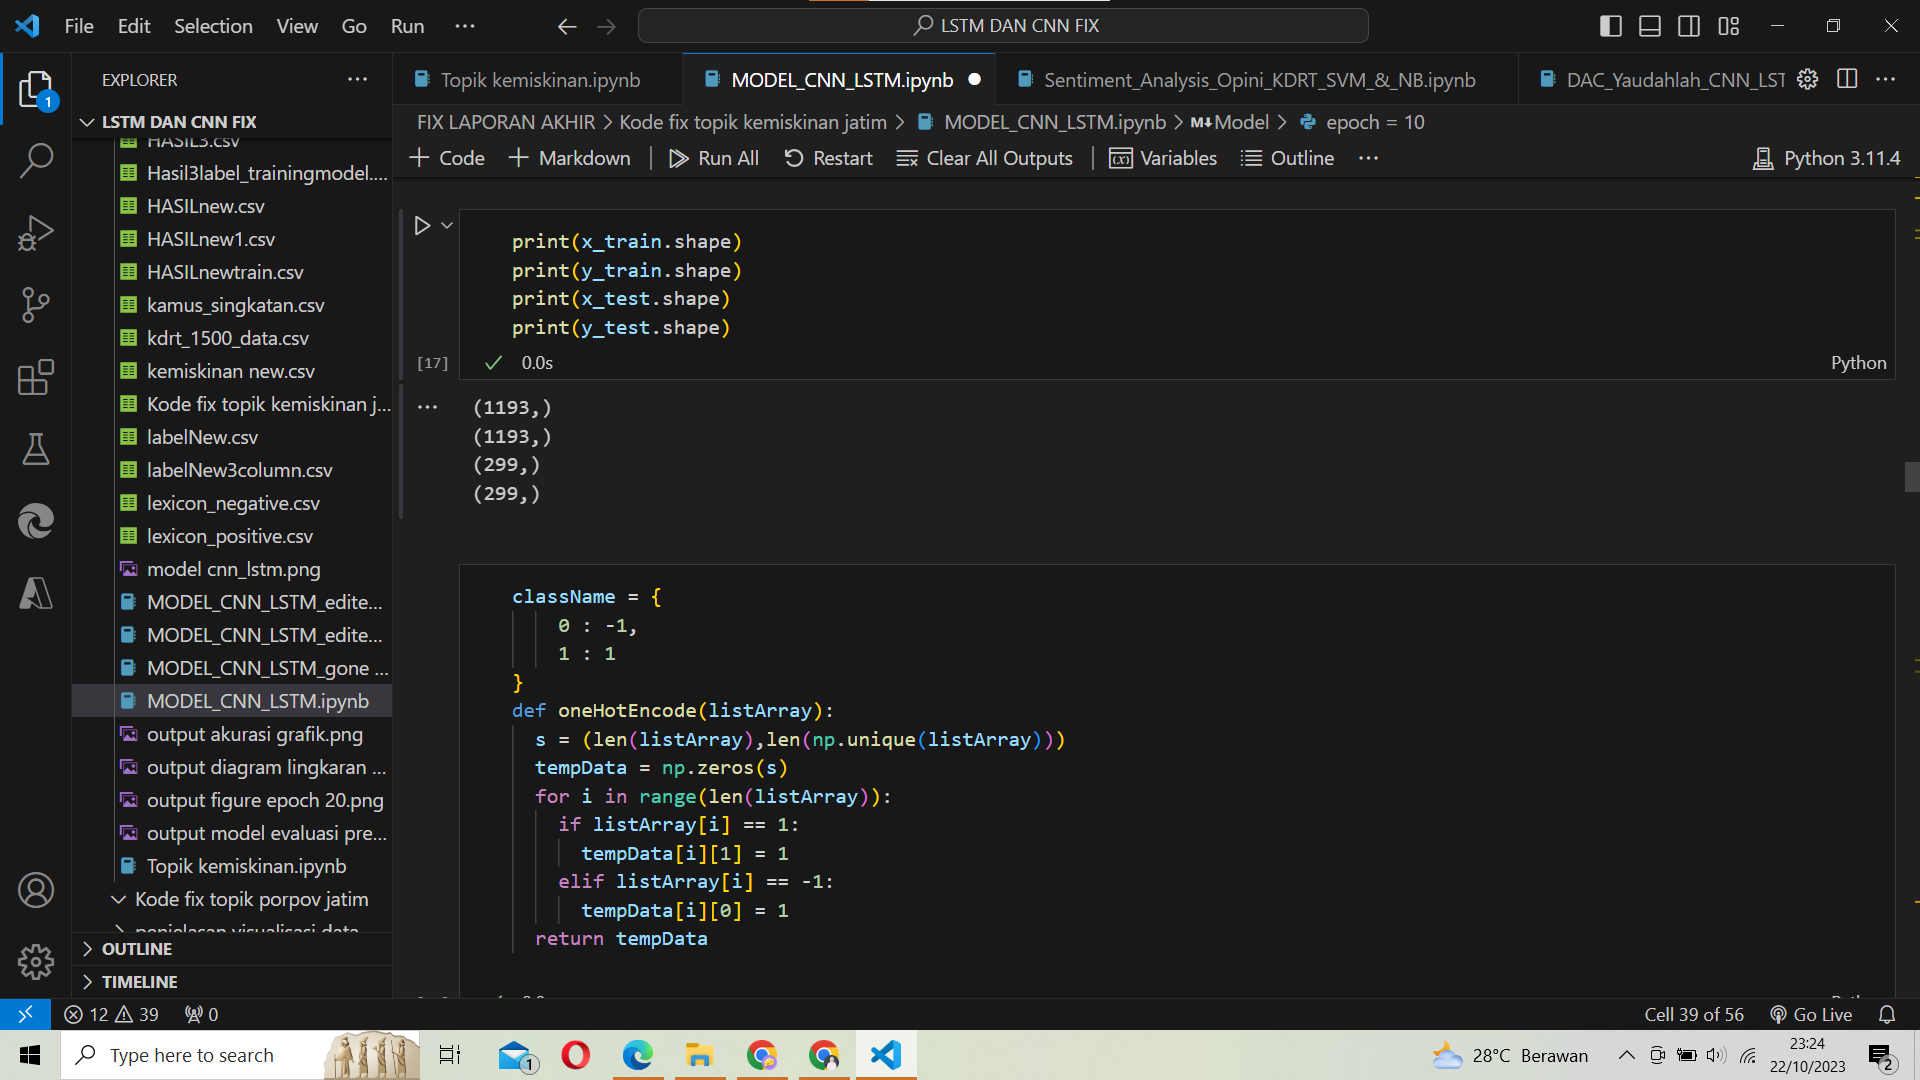 File Edit Selection View Go Run ···
LSTM DAN CNN FIX
EXPLORER ···
Topik kemiskinan.ipynb
MODEL_CNN_LSTM.ipynb
Sentiment_Analysis_Opini_KDRT_SVM_&_NB.ipynb
DAC_Yaudahlah_CNN_LST
1
LSTM DAN CNN FIX
HASIL3.csv
Hasil3label_trainingmodel....
HASILnew.csv
HASILnew1.csv
HASILnewtrain.csv
kamus_singkatan.csv
kdrt_1500_data.csv
kemiskinan new.csv
Kode fix topik kemiskinan j...
labelNew.csv
labelNew3column.csv
lexicon_negative.csv
lexicon_positive.csv
model cnn_lstm.png
MODEL_CNN_LSTM_edite...
MODEL_CNN_LSTM_edite...
MODEL_CNN_LSTM_gone ...
MODEL_CNN_LSTM.ipynb
output akurasi grafik.png
output diagram lingkaran ...
output figure epoch 20.png
output model evaluasi pre...
Topik kemiskinan.ipynb
Kode fix topik porpov jatim
penjelasan visualisasi data
OUTLINE
TIMELINE
FIX LAPORAN AKHIR > Kode fix topik kemiskinan jatim > MODEL_CNN_LSTM.ipynb > M↓Model > epoch = 10
+ Code + Markdown | Run All Restart Clear All Outputs | Variables Outline ···
Python 3.11.4
print(x_train.shape)
print(y_train.shape)
print(x_test.shape)
print(y_test.shape)
[17] ✓ 0.0s
Python
(1193,)
(1193,)
(299,)
(299,)
className = {
0 : -1,
1 : 1
}
def oneHotEncode(listArray):
s = (len(listArray),len(np.unique(listArray)))
tempData = np.zeros(s)
for i in range(len(listArray)):
if listArray[i] == 1:
tempData[i][1] = 1
elif listArray[i] == -1:
tempData[i][0] = 1
return tempData
12 39 0
Cell 39 of 56 Go Live
Type here to search
1
28°C Berawan
23:24
22/10/2023
2